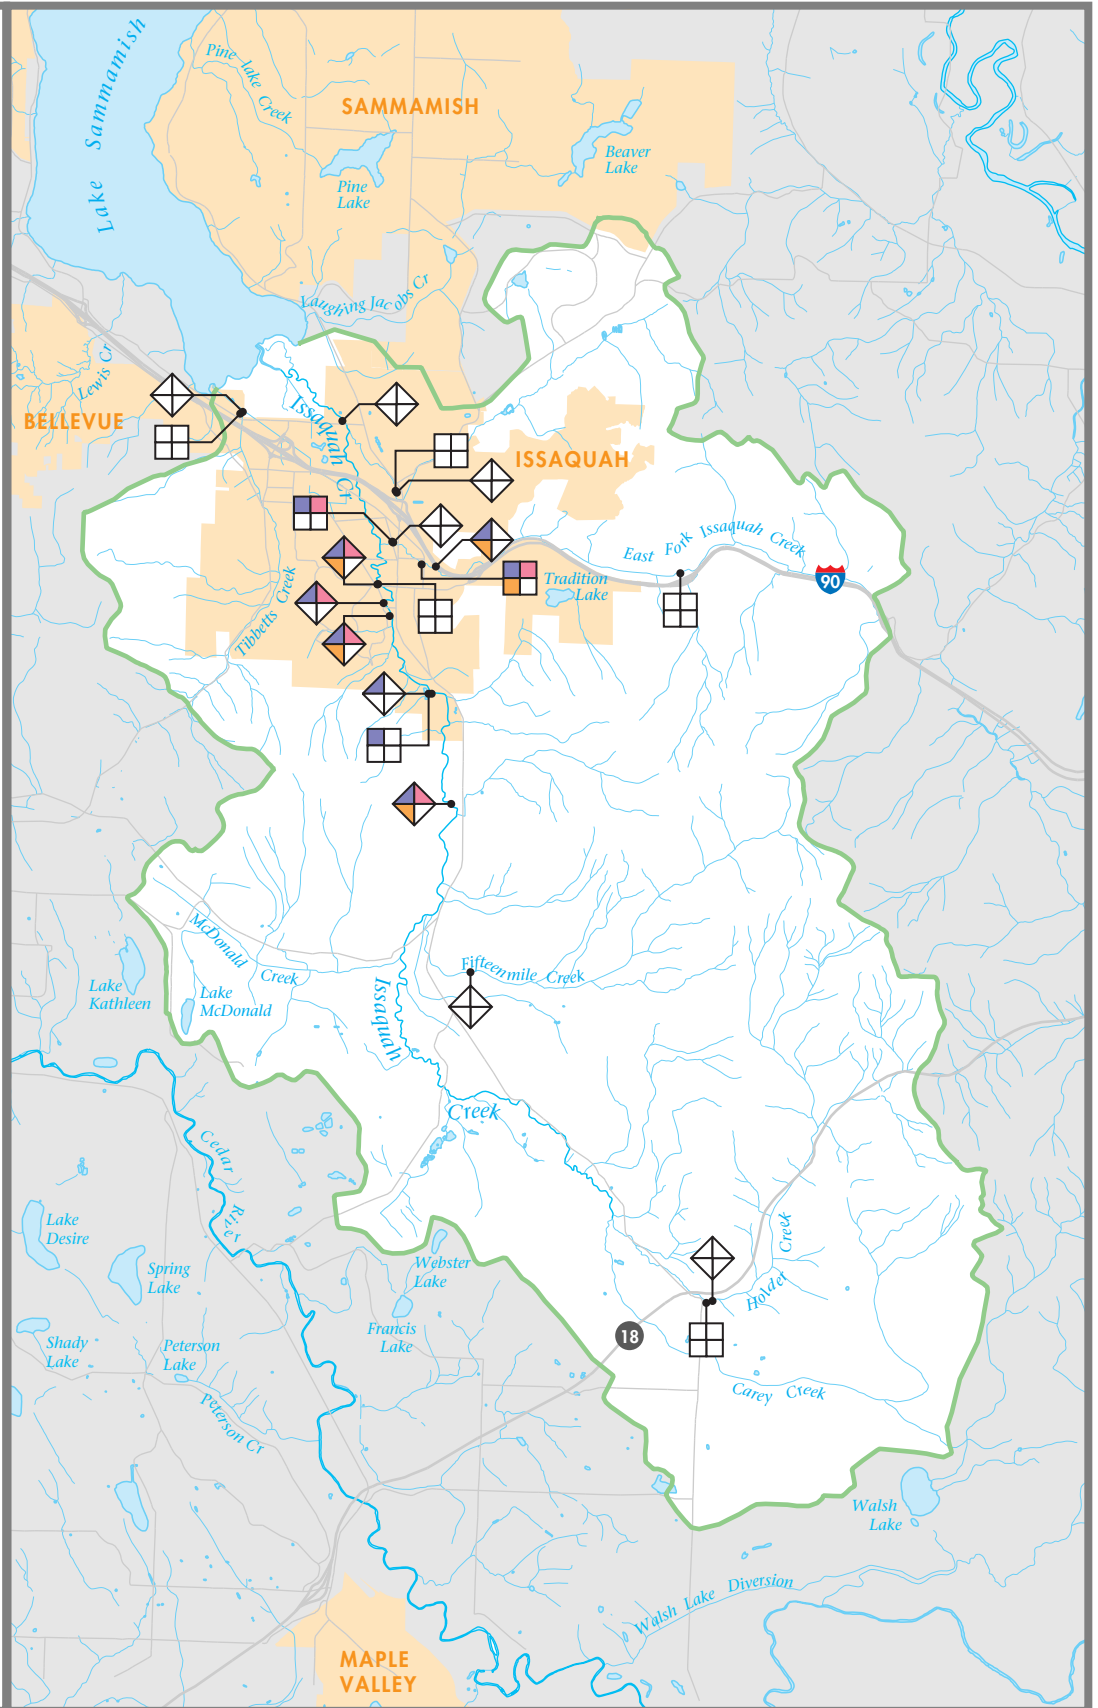 Lake Sammamish
Pine lake Creek
SAMMAMISH
Pine
Lake
Beaver
Lake
Laughing Jacobs Cr
Lewis Cr
BELLEVUE
Issaquah Cr
ISSAQUAH
East Fork Issaquah Creek
90
Tradition
Lake
Tibbetts Creek
McDonald Creek
Lake
Kathleen
Lake
McDonald
Fifteenmile Creek
Issaquah
Creek
Cedar River
Lake
Desire
Spring
Lake
Webster
Lake
Holder Creek
Francis
Lake
18
Shady
Lake
Peterson
Lake
Peterson Cr
Carey Creek
Walsh
Lake
Walsh Lake Diversion
MAPLE
VALLEY